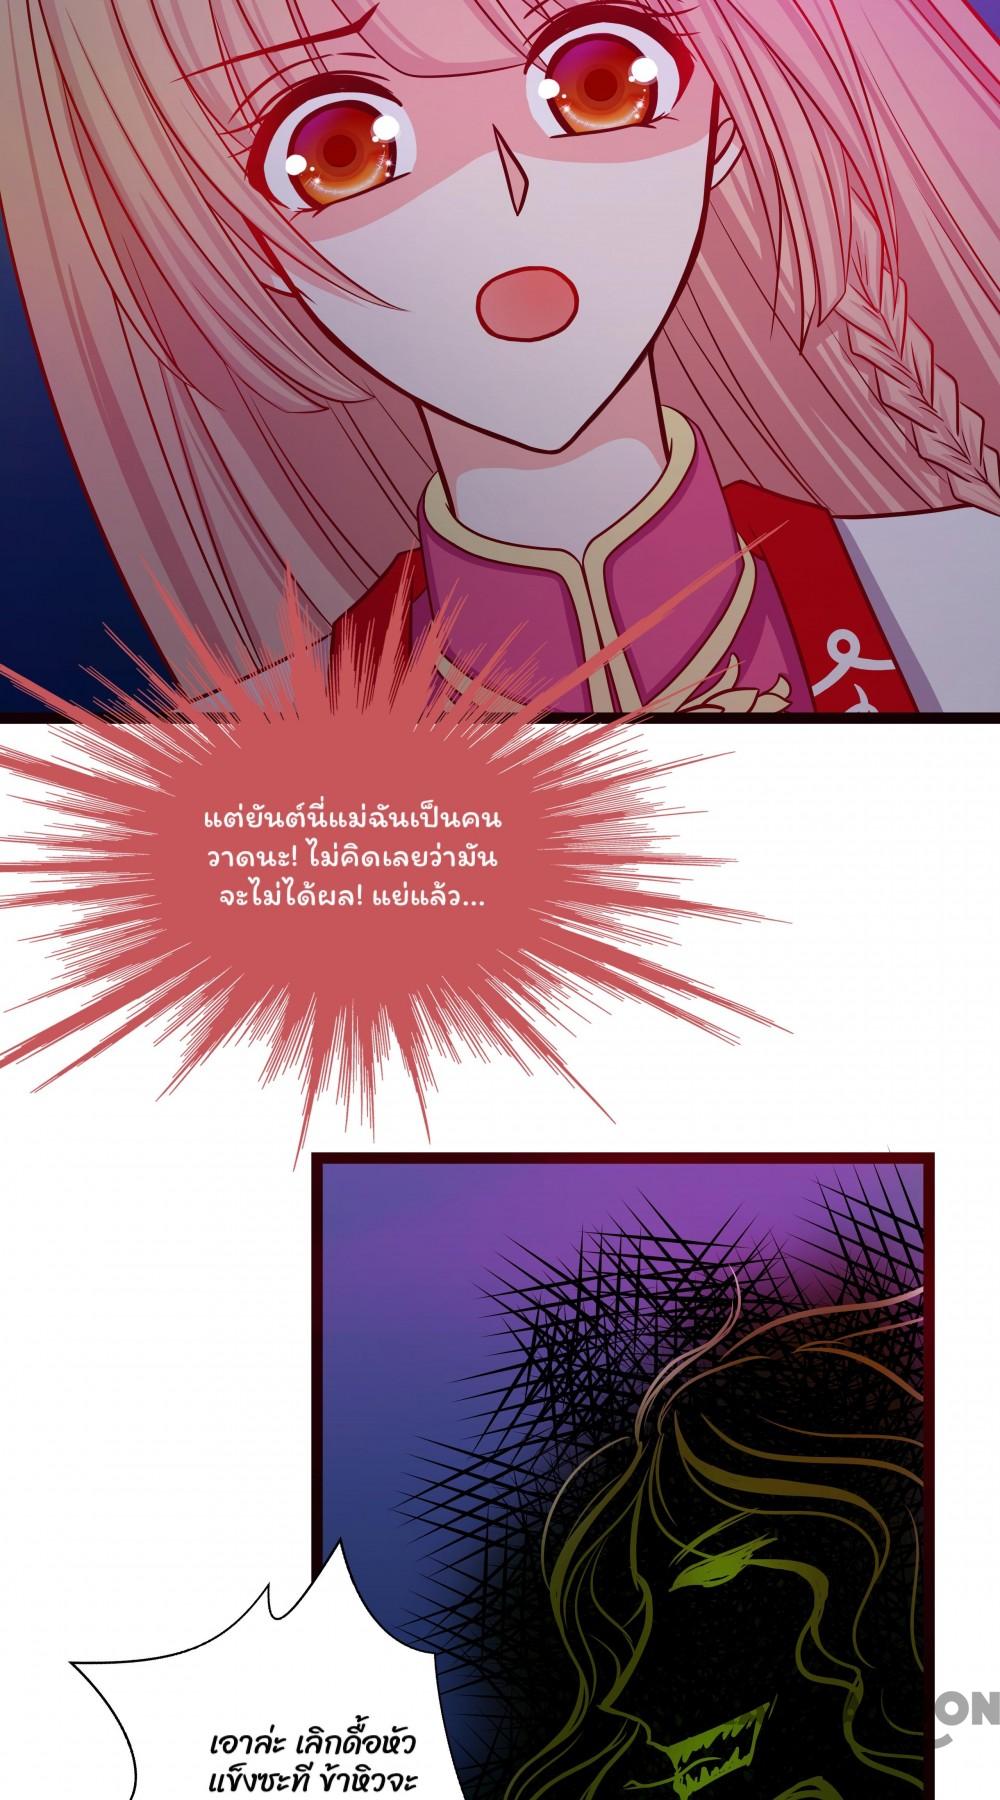 แต่ยันต์นี่แม่ฉันเป็นคน
วาดนะ! ไม่คิดเลยว่ามัน
จะไม่ได้ผล! แย่แล้ว...
เอาล่ะ เลิกดื้อหัว
แข็งซะที ข้าหิวจะ